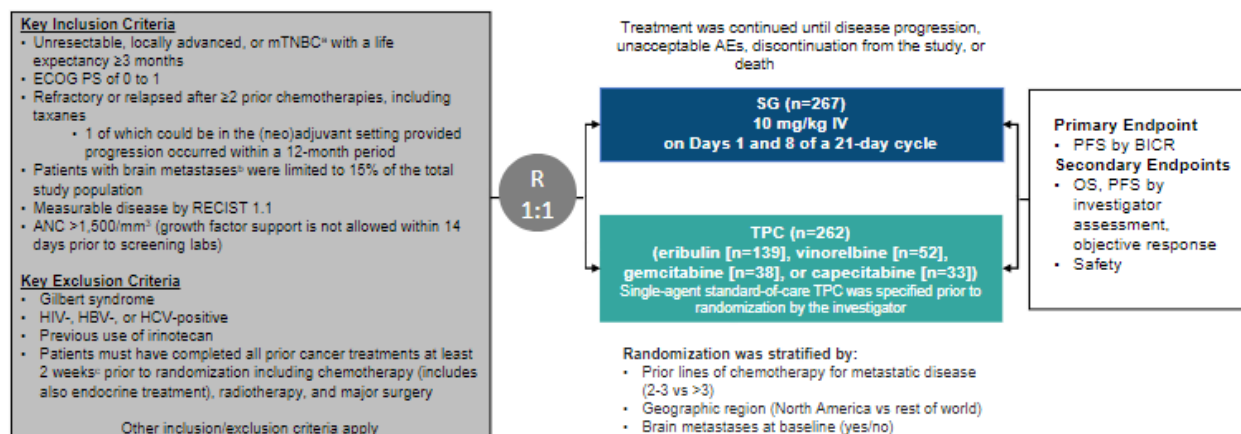 Key Inclusion Criteria
• Unresectable, locally advanced, or mTNBCᵃ with a life
expectancy ≥3 months
• ECOG PS of 0 to 1
• Refractory or relapsed after ≥2 prior chemotherapies, including
taxanes
• 1 of which could be in the (neo)adjuvant setting provided
progression occurred within a 12-month period
• Patients with brain metastasesᵇ were limited to 15% of the total
study population
• Measurable disease by RECIST 1.1
• ANC >1,500/mm³ (growth factor support is not allowed within 14
days prior to screening labs)
Key Exclusion Criteria
• Gilbert syndrome
• HIV-, HBV-, or HCV-positive
• Previous use of irinotecan
• Patients must have completed all prior cancer treatments at least
2 weeksᶜ prior to randomization including chemotherapy (includes
also endocrine treatment), radiotherapy, and major surgery
Other inclusion/exclusion criteria apply
R
1:1
Treatment was continued until disease progression,
unacceptable AEs, discontinuation from the study, or
death
SG (n=267)
10 mg/kg IV
on Days 1 and 8 of a 21-day cycle
TPC (n=262)
(eribulin [n=139], vinorelbine [n=52],
gemcitabine [n=38], or capecitabine [n=33])
Single-agent standard-of-care TPC was specified prior to
randomization by the investigator
Randomization was stratified by:
• Prior lines of chemotherapy for metastatic disease
(2-3 vs >3)
• Geographic region (North America vs rest of world)
• Brain metastases at baseline (yes/no)
Primary Endpoint
• PFS by BICR
Secondary Endpoints
• OS, PFS by
investigator
assessment,
objective response
• Safety